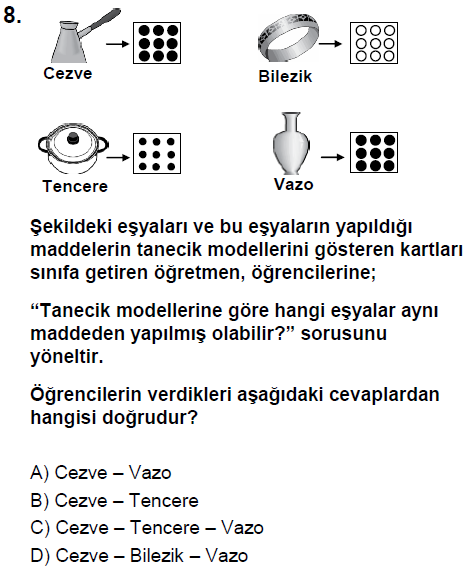 8.
Cezve
Bilezik
Tencere
Vazo
Şekildeki eşyaları ve bu eşyaların yapıldığı
maddelerin tanecik modellerini gösteren kartları
sınıfa getiren öğretmen, öğrencilerine;
“Tanecik modellerine göre hangi eşyalar aynı
maddeden yapılmış olabilir?” sorusunu
yöneltir.
Öğrencilerin verdikleri aşağıdaki cevaplardan
hangisi doğrudur?
A) Cezve – Vazo
B) Cezve – Tencere
C) Cezve – Tencere – Vazo
D) Cezve – Bilezik – Vazo